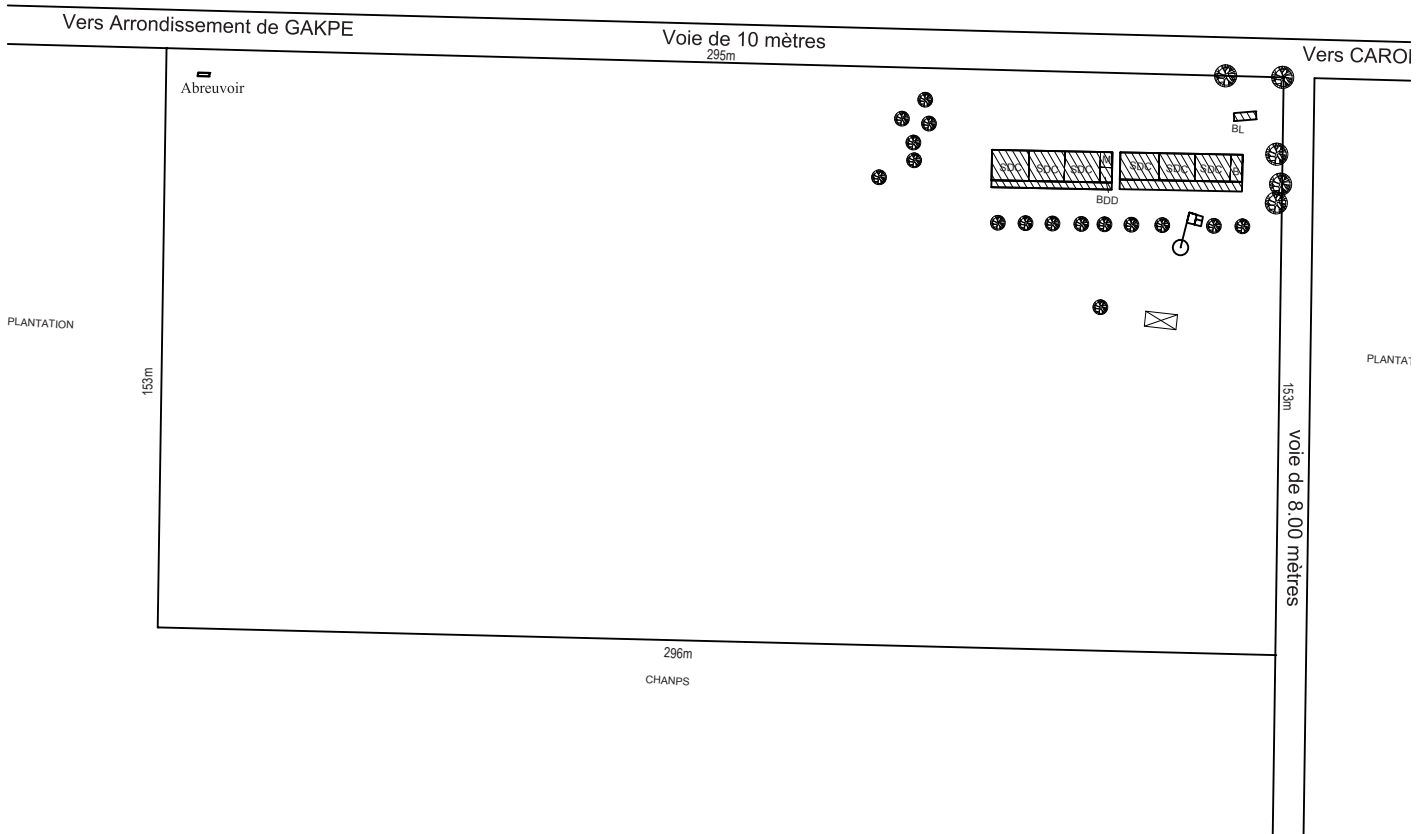 Vers Arrondissement de GAKPE
Voie de 10 mètres
295m
Vers CAROI
Abreuvoir
BL
SDC
SDC
SDC
M
SDC
SDC
SDC
BDD
PLANTATION
153m
153m
PLANTAT
voie de 8.00 mètres
296m
CHANPS